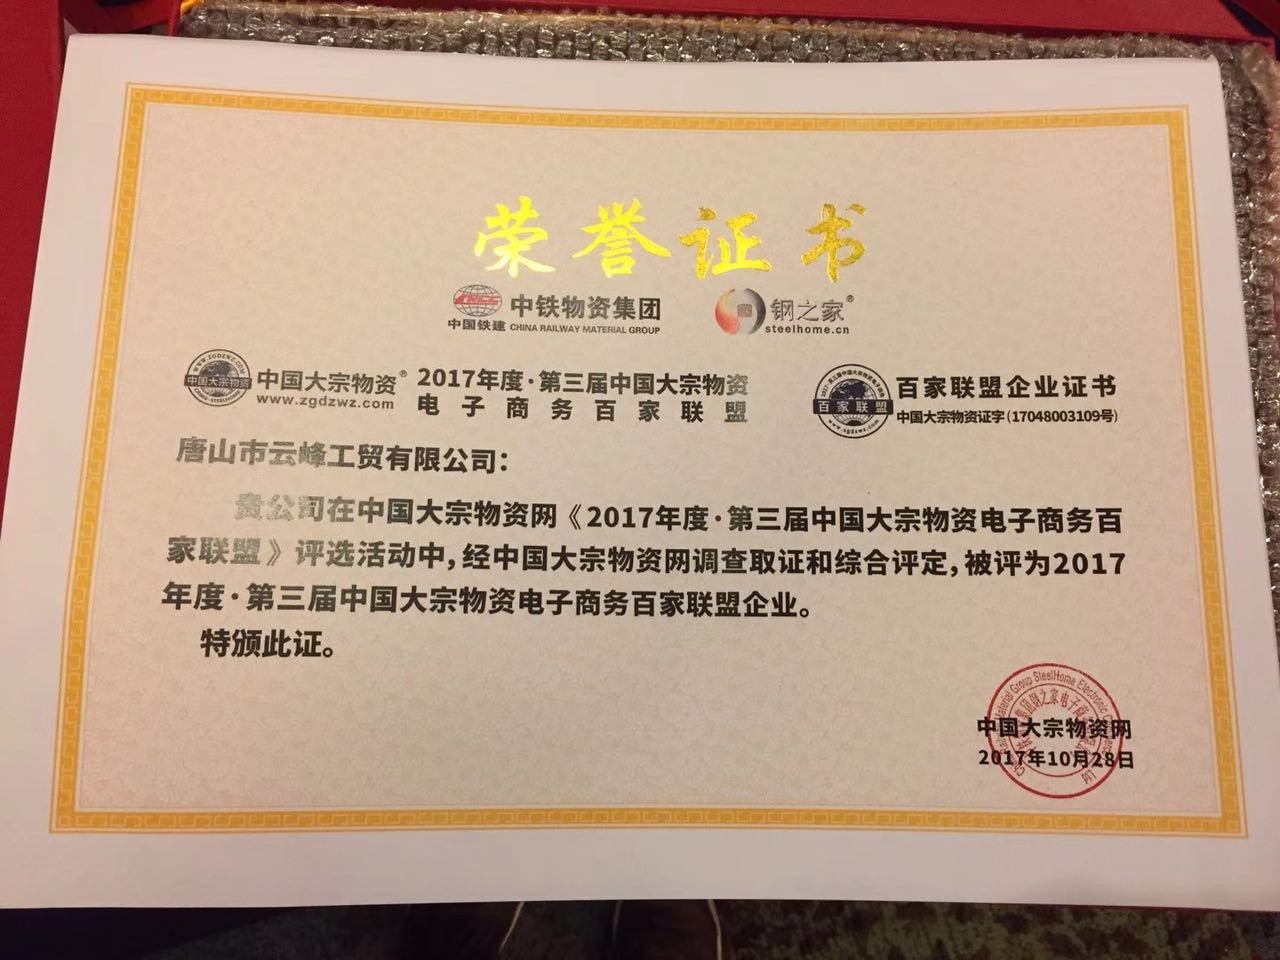 荣誉证书
中国铁建 中铁物资集团 CHINA RAILWAY MATERIAL GROUP
钢之家® steelhome.cn
中国大宗物资
中国大宗物资®
www.zgdzwz.com
2017年度·第三届中国大宗物资
电子商务百家联盟
百家联盟
百家联盟企业证书
中国大宗物资证字(17048003109号)
唐山市云峰工贸有限公司：
贵公司在中国大宗物资网《2017年度·第三届中国大宗物资电子商务百
家联盟》评选活动中,经中国大宗物资网调查取证和综合评定,被评为2017
年度·第三届中国大宗物资电子商务百家联盟企业。
特颁此证。
中国大宗物资网
2017年10月28日